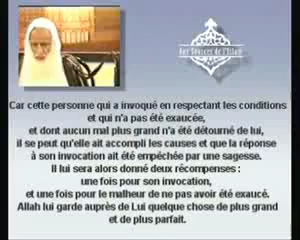 Aux Sources de l'Islam
Car cette personne qui a invoqué en respectant les conditions
et qui n'a pas été exaucée,
et dont aucun mal plus grand n'a été détourné de lui,
il se peut qu'elle ait accompli les causes et que la réponse
à son invocation ait été empêchée par une sagesse.
Il lui sera alors donné deux récompenses :
une fois pour son invocation,
et une fois pour le malheur de ne pas avoir été exaucé.
Allah lui garde auprès de Lui quelque chose de plus grand
et de plus parfait.